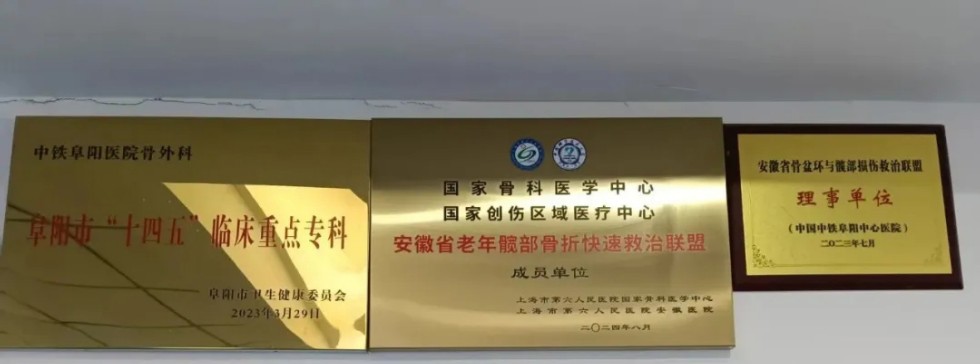 中铁阜阳医院骨外科
阜阳市“十四五”临床重点专科
阜阳市卫生健康委员会
2023年3月29日
国家骨科医学中心
国家创伤区域医疗中心
安徽省老年髋部骨折快速救治联盟
成员单位
上海市第六人民医院国家骨科医学中心
上海市第六人民医院安徽医院
二〇二四年八月
安徽省骨盆环与髋部损伤救治联盟
理事单位
（中国中铁阜阳中心医院）
二〇二三年七月